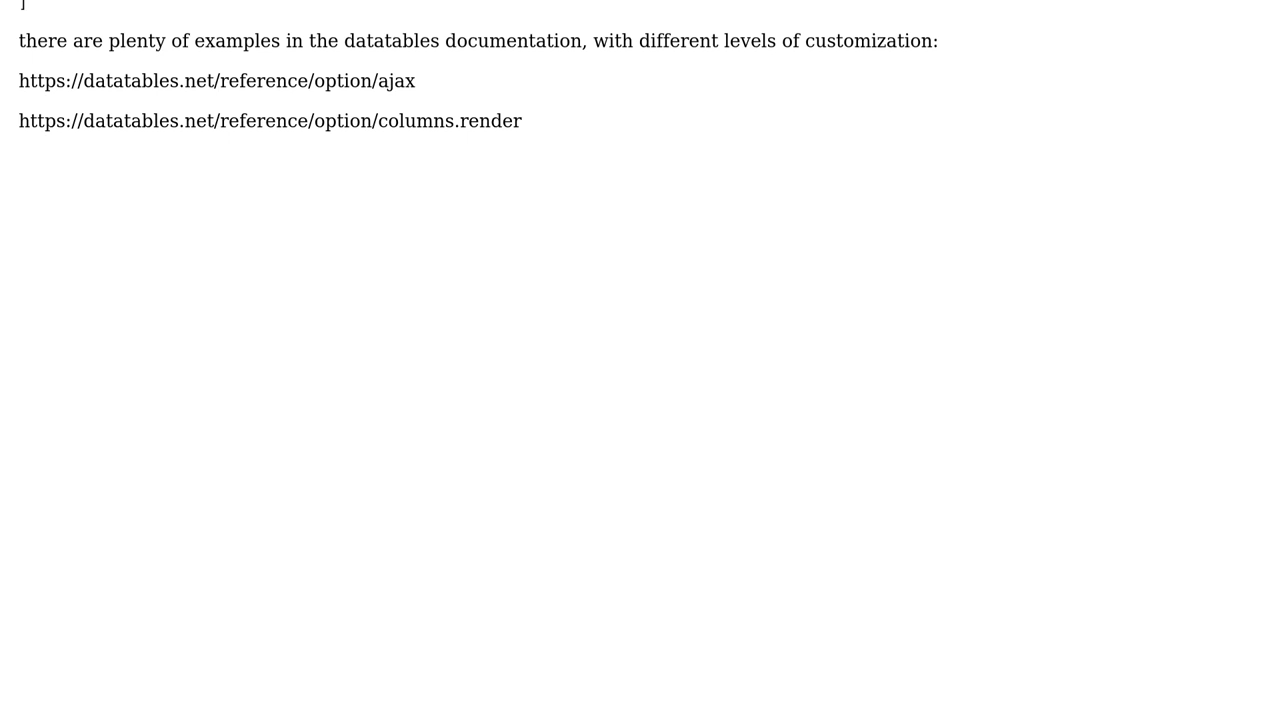 ]
there are plenty of examples in the datatables documentation, with different levels of customization:
https://datatables.net/reference/option/ajax
https://datatables.net/reference/option/columns.render